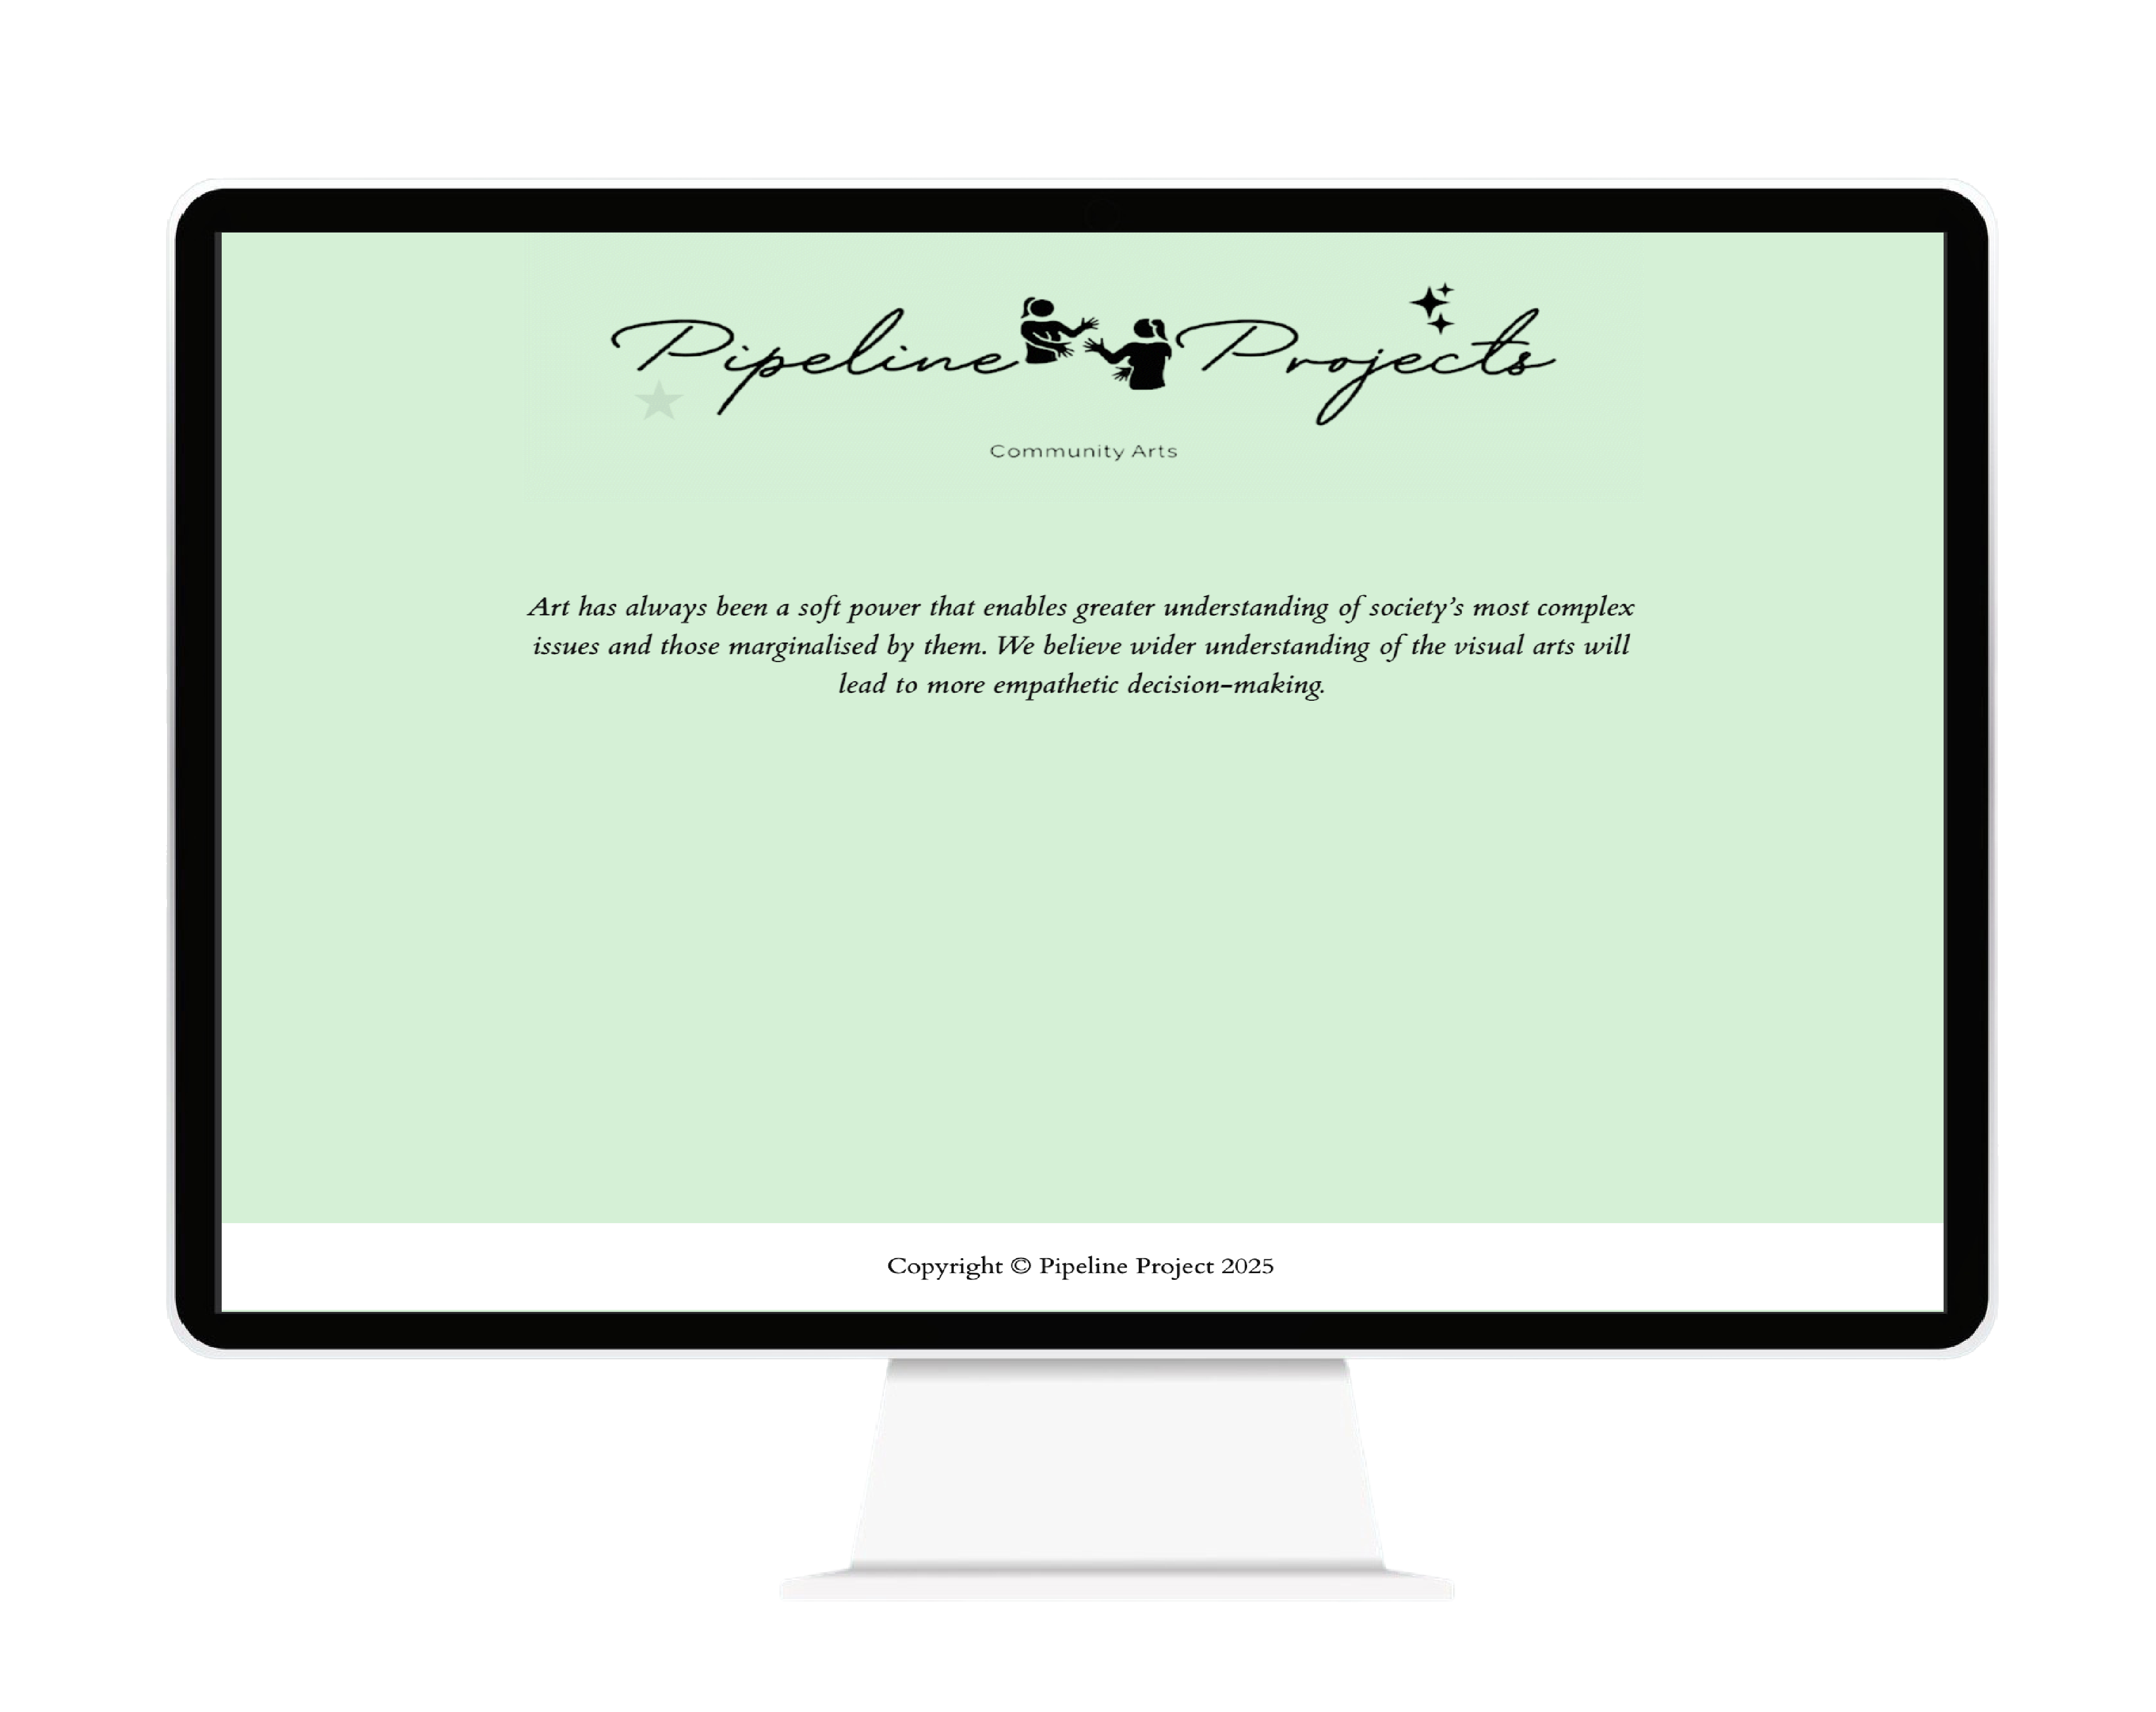 Pipeline Projects
Community Arts
Art has always been a soft power that enables greater understanding of society’s most complex
issues and those marginalised by them. We believe wider understanding of the visual arts will
lead to more empathetic decision-making.
Copyright © Pipeline Project 2025